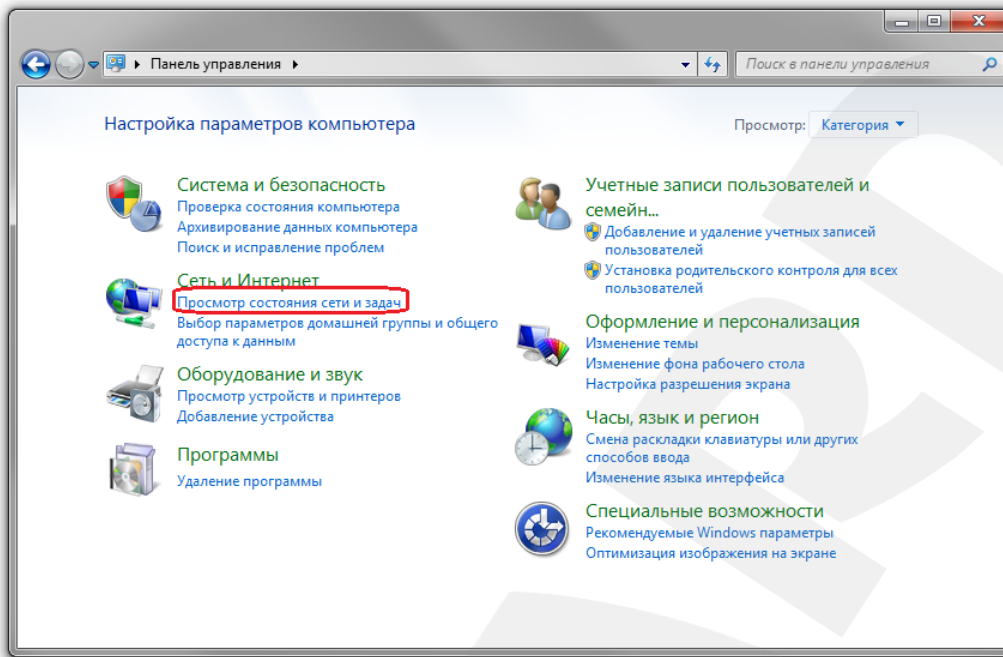 Панель управления
Поиск в панели управления
Настройка параметров компьютера
Просмотр: Категория
Система и безопасность
Проверка состояния компьютера
Архивирование данных компьютера
Поиск и исправление проблем
Сеть и Интернет
Просмотр состояния сети и задач
Выбор параметров домашней группы и общего
доступа к данным
Оборудование и звук
Просмотр устройств и принтеров
Добавление устройства
Программы
Удаление программы
Учетные записи пользователей и
семейн...
Добавление и удаление учетных записей
пользователей
Установка родительского контроля для всех
пользователей
Оформление и персонализация
Изменение темы
Изменение фона рабочего стола
Настройка разрешения экрана
Часы, язык и регион
Смена раскладки клавиатуры или других
способов ввода
Изменение языка интерфейса
Специальные возможности
Рекомендуемые Windows параметры
Оптимизация изображения на экране